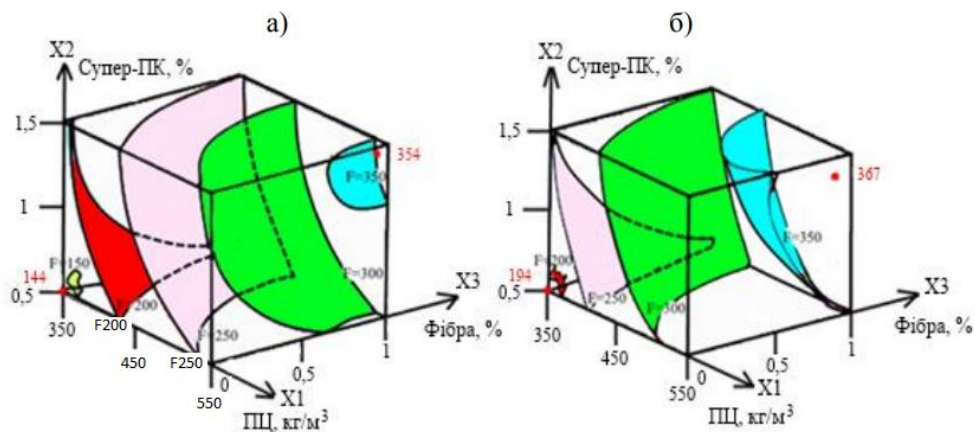 а)
X2
Супер-ПК, %
1,5
1
0,5
144
F=150
350
F200
F=200
450
F250
F=250
550
0
X1
ПЦ, кг/м³
0,5
1
F=300
F=350
354
X3
Фібра, %
б)
X2
Супер-ПК, %
1,5
1
0,5
194
F=200
350
F=250
450
F=300
550
0
X1
ПЦ, кг/м³
0,5
1
F=350
367
X3
Фібра, %